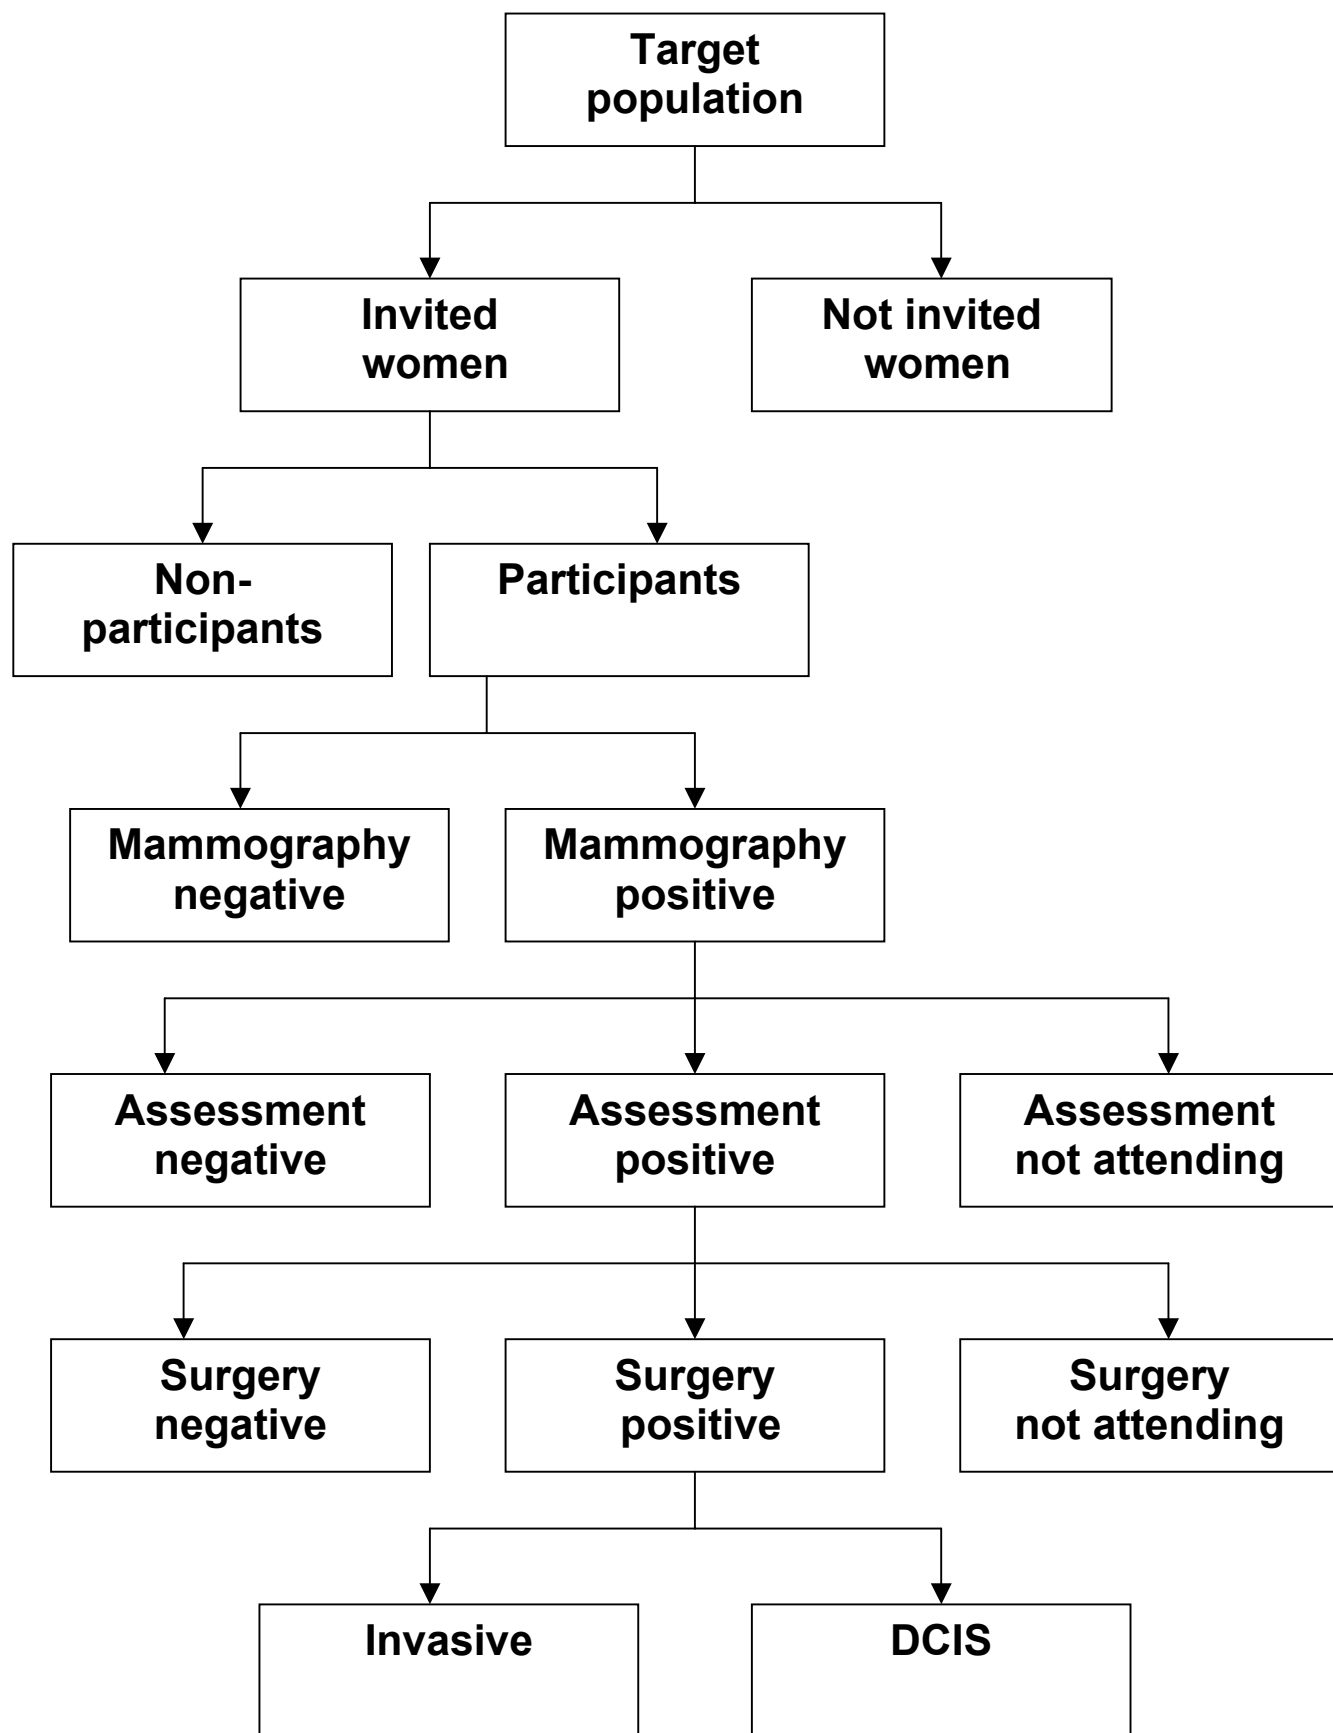 Target
population
Invited
women
Not invited
women
Non-
participants
Participants
Mammography
negative
Mammography
positive
Assessment
negative
Assessment
positive
Assessment
not attending
Surgery
negative
Surgery
positive
Surgery
not attending
Invasive
DCIS